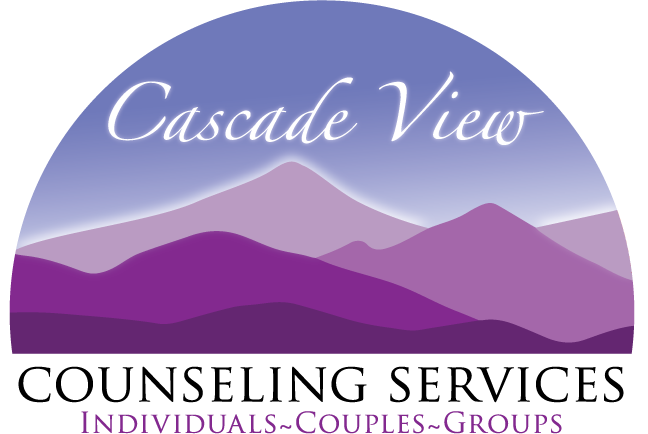 Cascade View
COUNSELING SERVICES
INDIVIDUALS~COUPLES~GROUPS